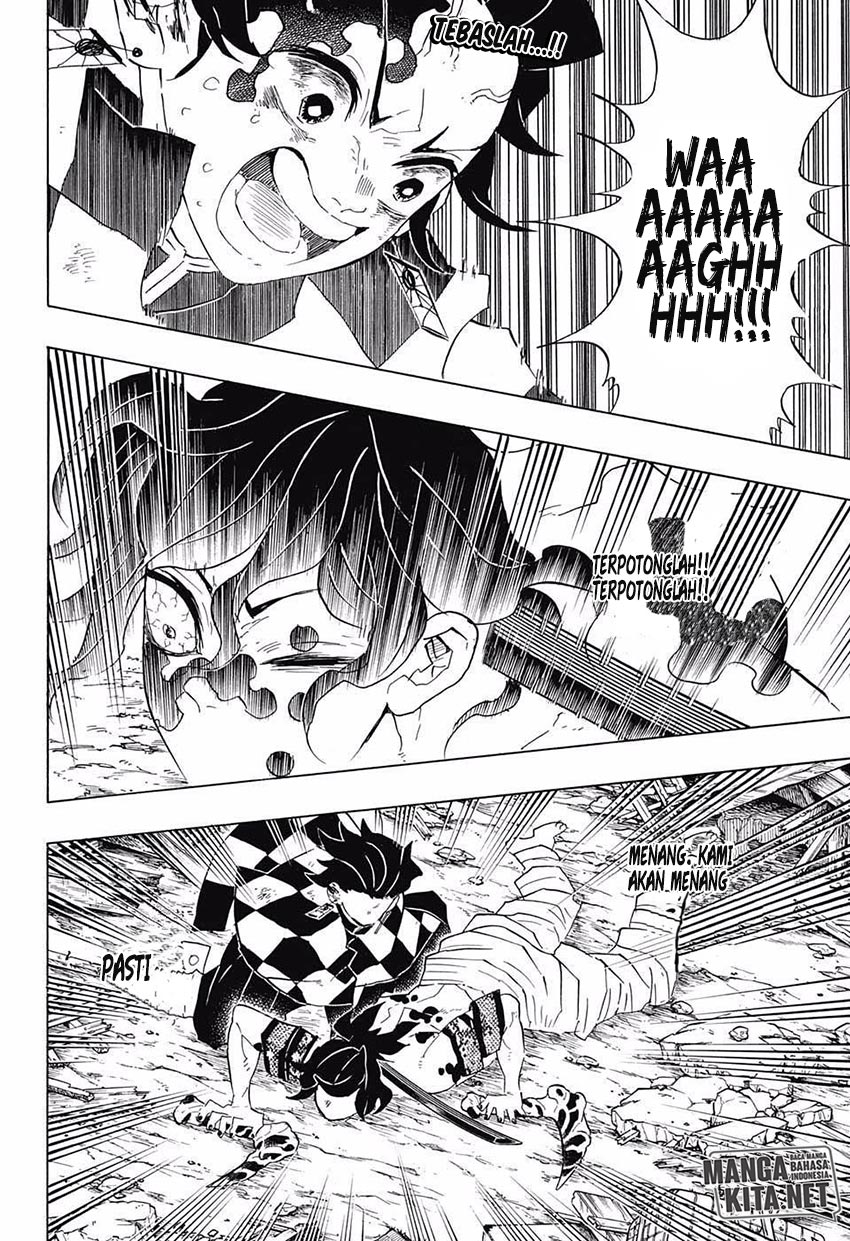 TEBASLAH...!!
WAA
AAAAA
AAGHH
HHH!!!
TERPOTONGLAH!!
TERPOTONGLAH!!
MENANG. KAMI
AKAN MENANG
PASTI
MANGA
BACA MANGA
BAHASA
INDONESIA
KITA.NET